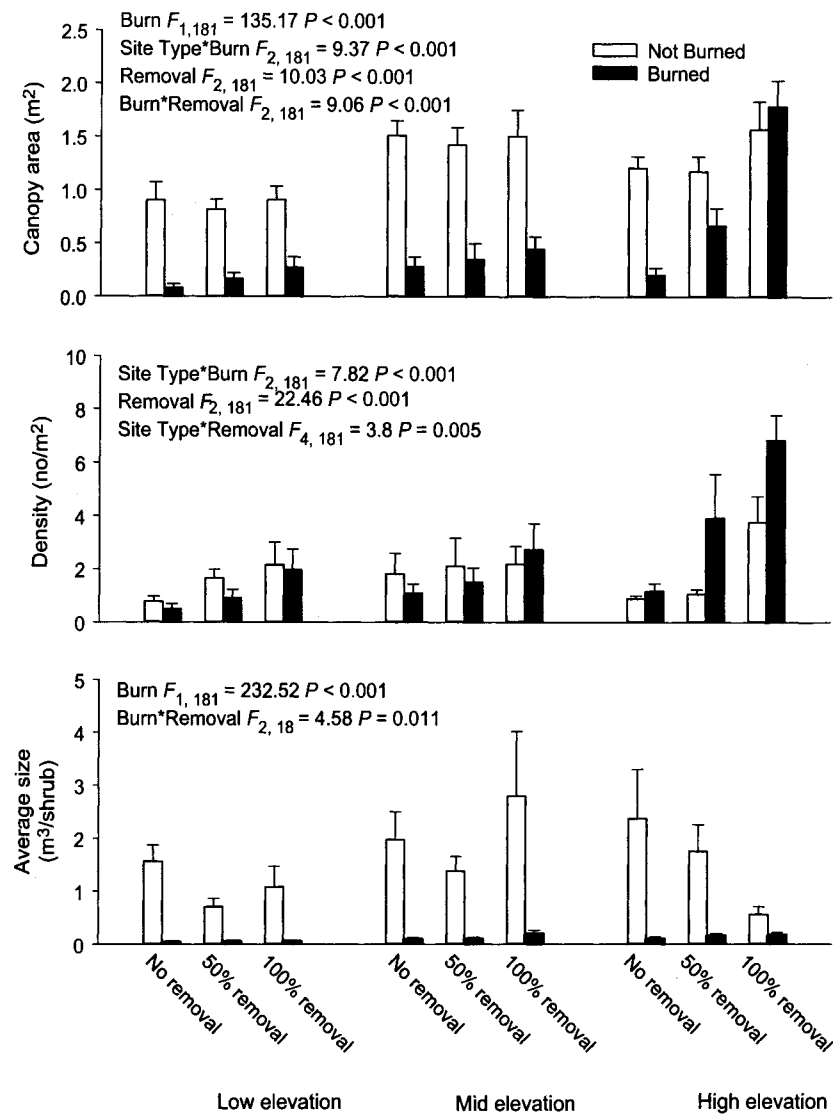 Burn F1,181 = 135.17 P < 0.001
Site Type*Burn F2, 181 = 9.37 P < 0.001
Removal F2, 181 = 10.03 P < 0.001
Burn*Removal F2, 181 = 9.06 P < 0.001
Not Burned
Burned
Canopy area (m2)
2.5
2.0
1.5
1.0
0.5
0.0
Site Type*Burn F2, 181 = 7.82 P < 0.001
Removal F2, 181 = 22.46 P < 0.001
Site Type*Removal F4, 181 = 3.8 P = 0.005
Density (no/m2)
10
8
6
4
2
0
Burn F1, 181 = 232.52 P < 0.001
Burn*Removal F2, 18 = 4.58 P = 0.011
Average size
(m3/shrub)
5
4
3
2
1
0
No removal
50% removal
100% removal
No removal
50% removal
100% removal
No removal
50% removal
100% removal
Low elevation
Mid elevation
High elevation